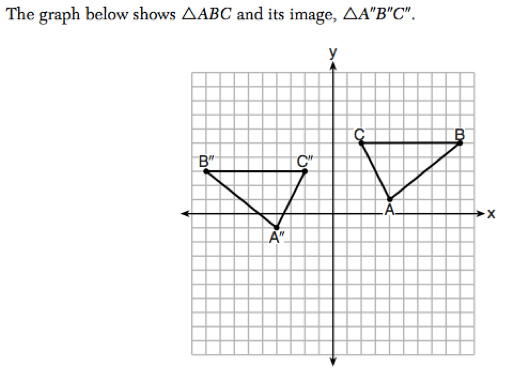 The graph below shows △ABC and its image, △A"B"C".
y
C
B
B"
C"
A
x
A"